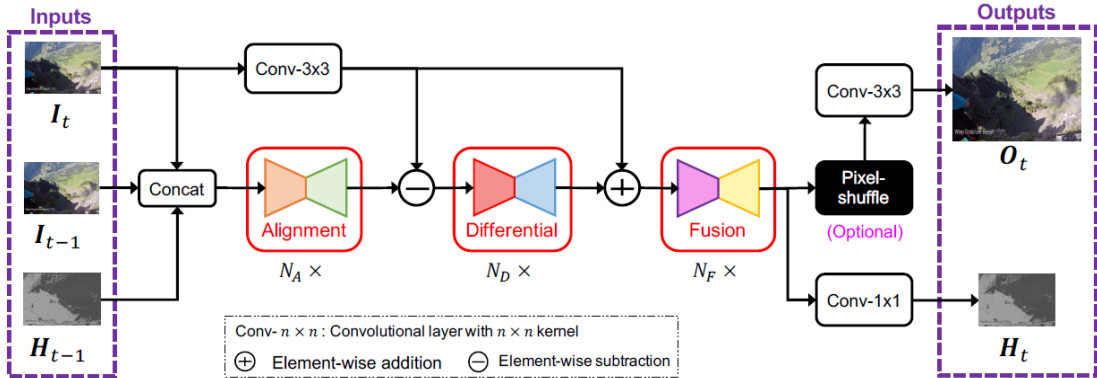 Inputs
Outputs
I_t
I_{t-1}
H_{t-1}
Concat
Conv-3x3
Alignment
N_A ×
−
Differential
N_D ×
+
Fusion
N_F ×
Pixel-
shuffle
(Optional)
Conv-3x3
Conv-1x1
O_t
H_t
Conv- n × n : Convolutional layer with n × n kernel
+ Element-wise addition − Element-wise subtraction